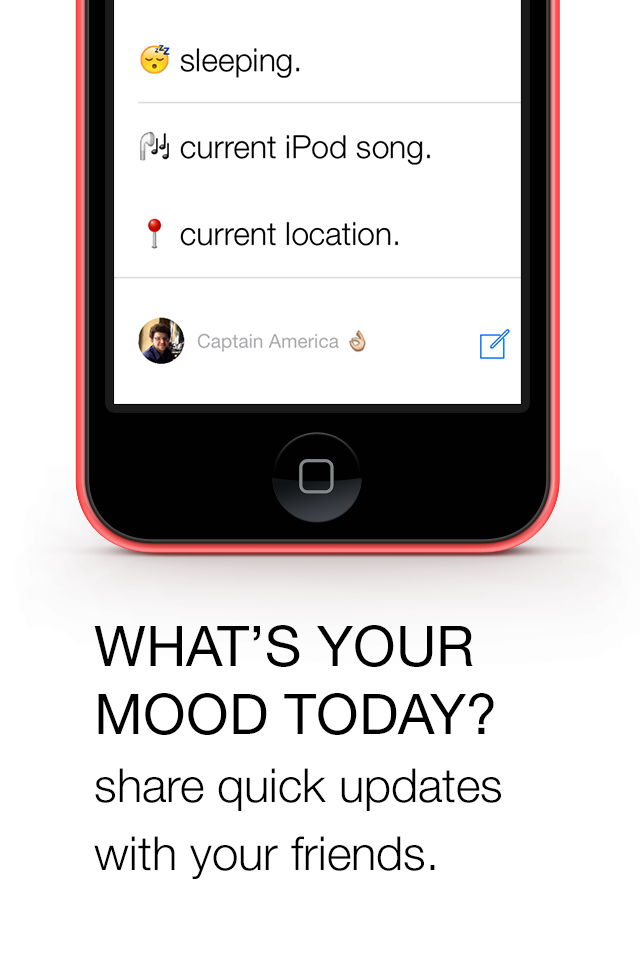 😴 sleeping.
🎧🎶 current iPod song.
📍 current location.
Captain America 👌
WHAT’S YOUR
MOOD TODAY?
share quick updates
with your friends.